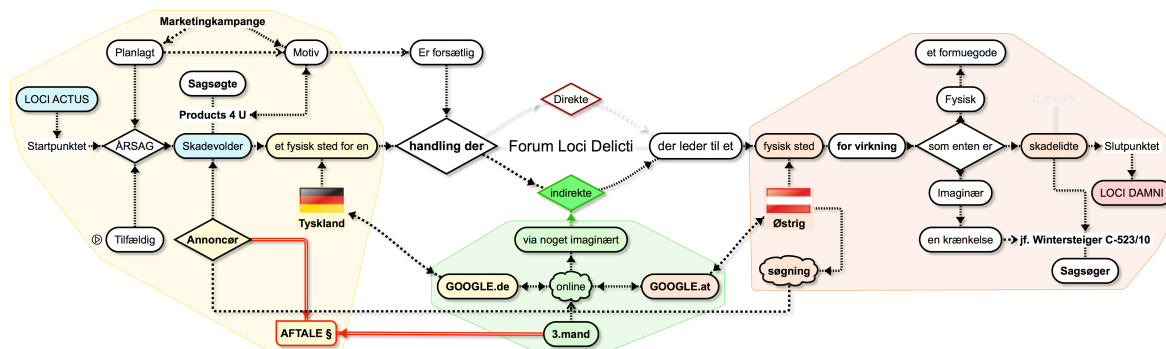 Marketingkampange
Planlagt
Motiv
Er forsætlig
et formuegode
Sagsøgte
Direkte
Fysisk
C-XX/XX
LOCI ACTUS
Products 4 U
Startpunktet
ÅRSAG
Skadevolder
et fysisk sted for en
handling der
Forum Loci Delicti
der leder til et
fysisk sted
for virkning
som enten er
skadelidte
Slutpunktet
indirekte
Imaginær
LOCI DAMNI
Tyskland
Østrig
Tilfældig
Annoncør
via noget imaginært
en krænkelse
jf. Wintersteiger C-523/10
søgning
Sagsøger
GOOGLE.de
online
GOOGLE.at
AFTALE §
3.mand